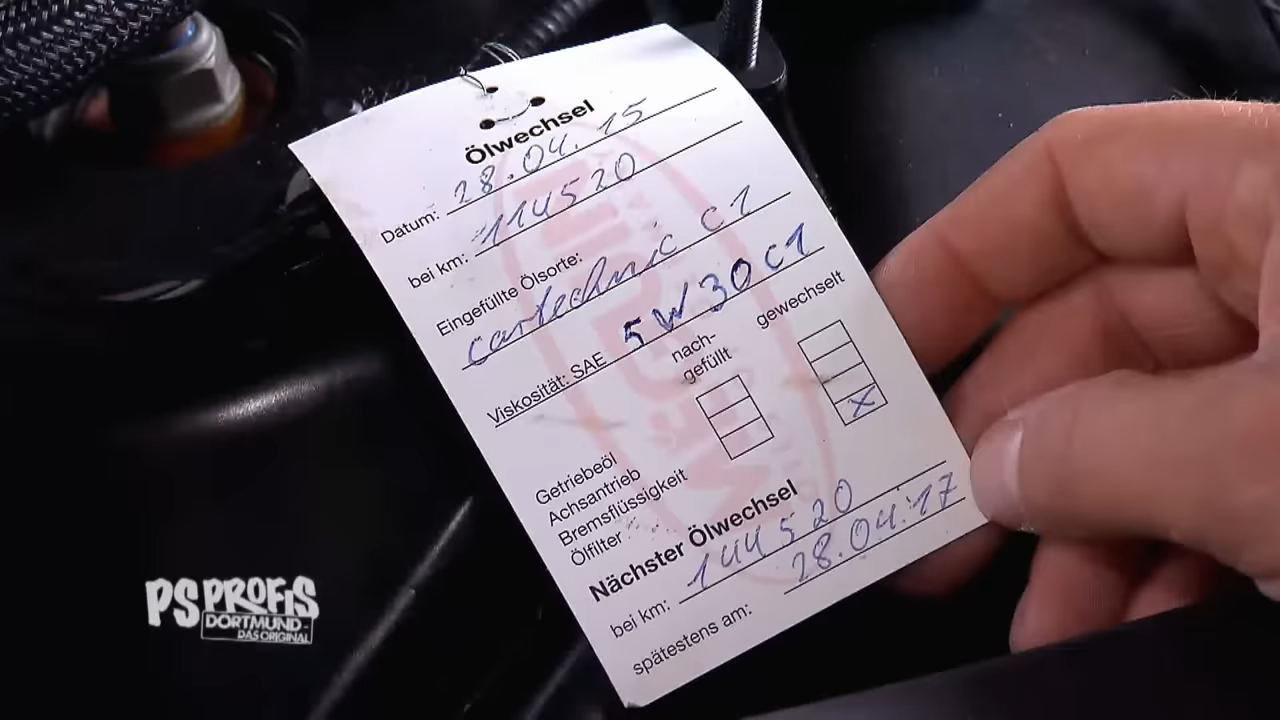 Ölwechsel
Datum: 28.04.15
bei km: 114520
Eingefüllte Ölsorte:
cartechnic C1
Viskosität: SAE 5W30 C1
nach-
gefüllt
gewechselt
Getriebeöl
Achsantrieb
Bremsflüssigkeit
Ölfilter X
Nächster Ölwechsel
bei km: 144520
spätestens am: 28.04.17
PS PROFIS
DORTMUND -
DAS ORIGINAL